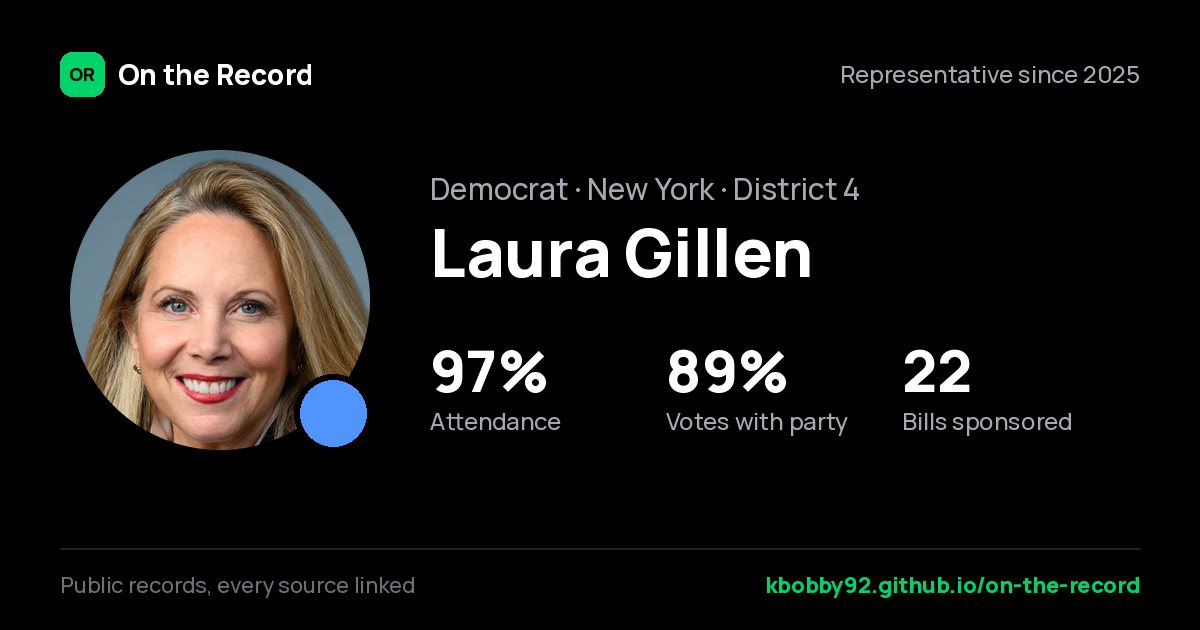 OR On the Record
Representative since 2025
Democrat · New York · District 4
Laura Gillen
97% 89% 22
Attendance Votes with party Bills sponsored
Public records, every source linked
kbobby92.github.io/on-the-record